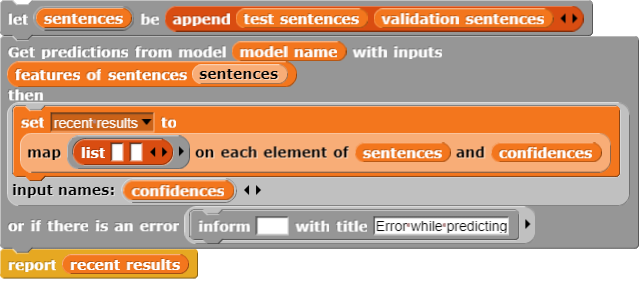 let sentences be append test sentences validation sentences
Get predictions from model model name with inputs
features of sentences sentences
then
set recent results to
map list on each element of sentences and confidences
input names: confidences
or if there is an error inform with title Error while predicting
report recent results